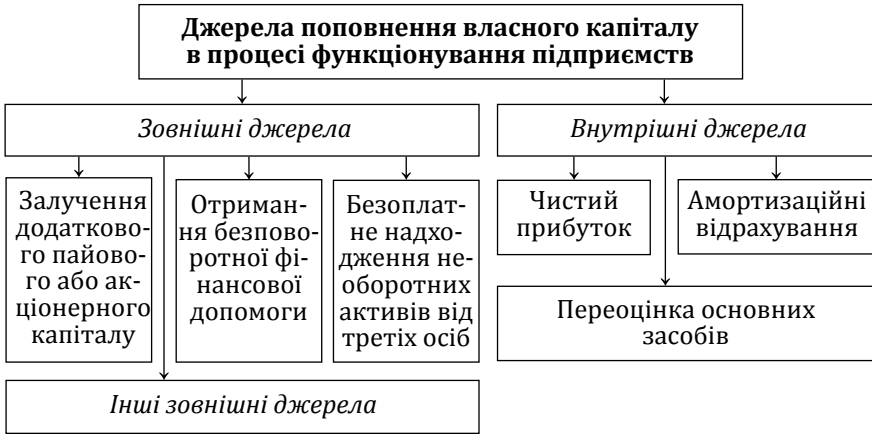 Джерела поповнення власного капіталу
в процесі функціонування підприємств
Зовнішні джерела
Внутрішні джерела
Залучення
додатково-
го пайово-
го або ак-
ціонерного
капіталу
Отриман-
ня безпово-
ротної фі-
нансової
допомоги
Безоплат-
не надхо-
дження не-
оборотних
активів від
третіх осіб
Чистий
прибуток
Амортизаційні
відрахування
Переоцінка основних
засобів
Інші зовнішні джерела